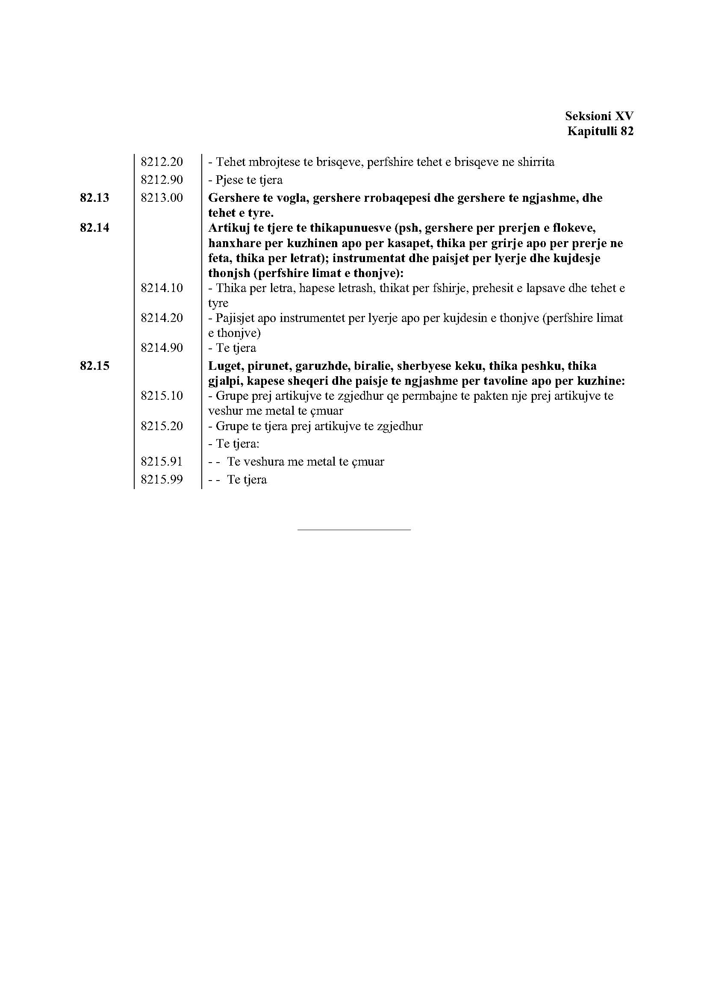 Seksioni XV
Kapitulli 82
8212.20 - Tehet mbrojtese te brisqeve, perfshire tehet e brisqeve ne shirrita
8212.90 - Pjese te tjera
82.13 8213.00 Gershere te vogla, gershere rrobaqepesi dhe gershere te ngjashme, dhe
tehet e tyre.
82.14 Artikuj te tjere te thikapunuesve (psh, gershere per prerjen e flokeve,
hanxhare per kuzhinen apo per kasapet, thika per grirje apo per prerje ne
feta, thika per letrat); instrumentat dhe paisjet per lyerje dhe kujdesje
thonjsh (perfshire limat e thonjve):
8214.10 - Thika per letra, hapese letrash, thikat per fshirje, prehesit e lapsave dhe tehet e
tyre
8214.20 - Pajisjet apo instrumentet per lyerje apo per kujdesin e thonjve (perfshire limat
e thonjve)
8214.90 - Te tjera
82.15 Luget, pirunet, garuzhde, biralie, sherbyese keku, thika peshku, thika
gjalpi, kapese sheqeri dhe paisje te ngjashme per tavoline apo per kuzhine:
8215.10 - Grupe prej artikujve te zgjedhur qe permbajne te pakten nje prej artikujve te
veshur me metal te çmuar
8215.20 - Grupe te tjera prej artikujve te zgjedhur
- Te tjera:
8215.91 - - Te veshura me metal te çmuar
8215.99 - - Te tjera